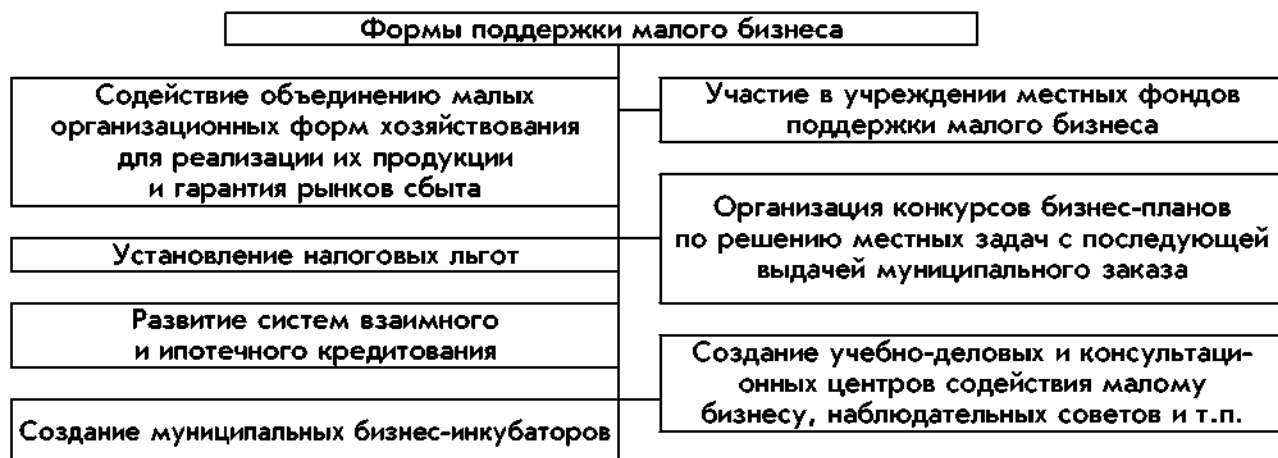 Формы поддержки малого бизнеса
Содействие объединению малых
организационных форм хозяйствования
для реализации их продукции
и гарантия рынков сбыта
Установление налоговых льгот
Развитие систем взаимного
и ипотечного кредитования
Создание муниципальных бизнес-инкубаторов
Участие в учреждении местных фондов
поддержки малого бизнеса
Организация конкурсов бизнес-планов
по решению местных задач с последующей
выдачей муниципального заказа
Создание учебно-деловых и консультаци-
онных центров содействия малому
бизнесу, наблюдательных советов и т.п.